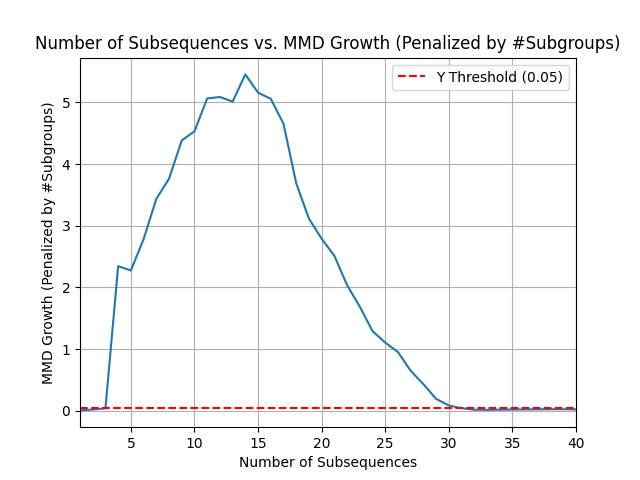 Number of Subsequences vs. MMD Growth (Penalized by #Subgroups)
Y Threshold (0.05)
MMD Growth (Penalized by #Subgroups)
5
4
3
2
1
0
5 10 15 20 25 30 35 40
Number of Subsequences